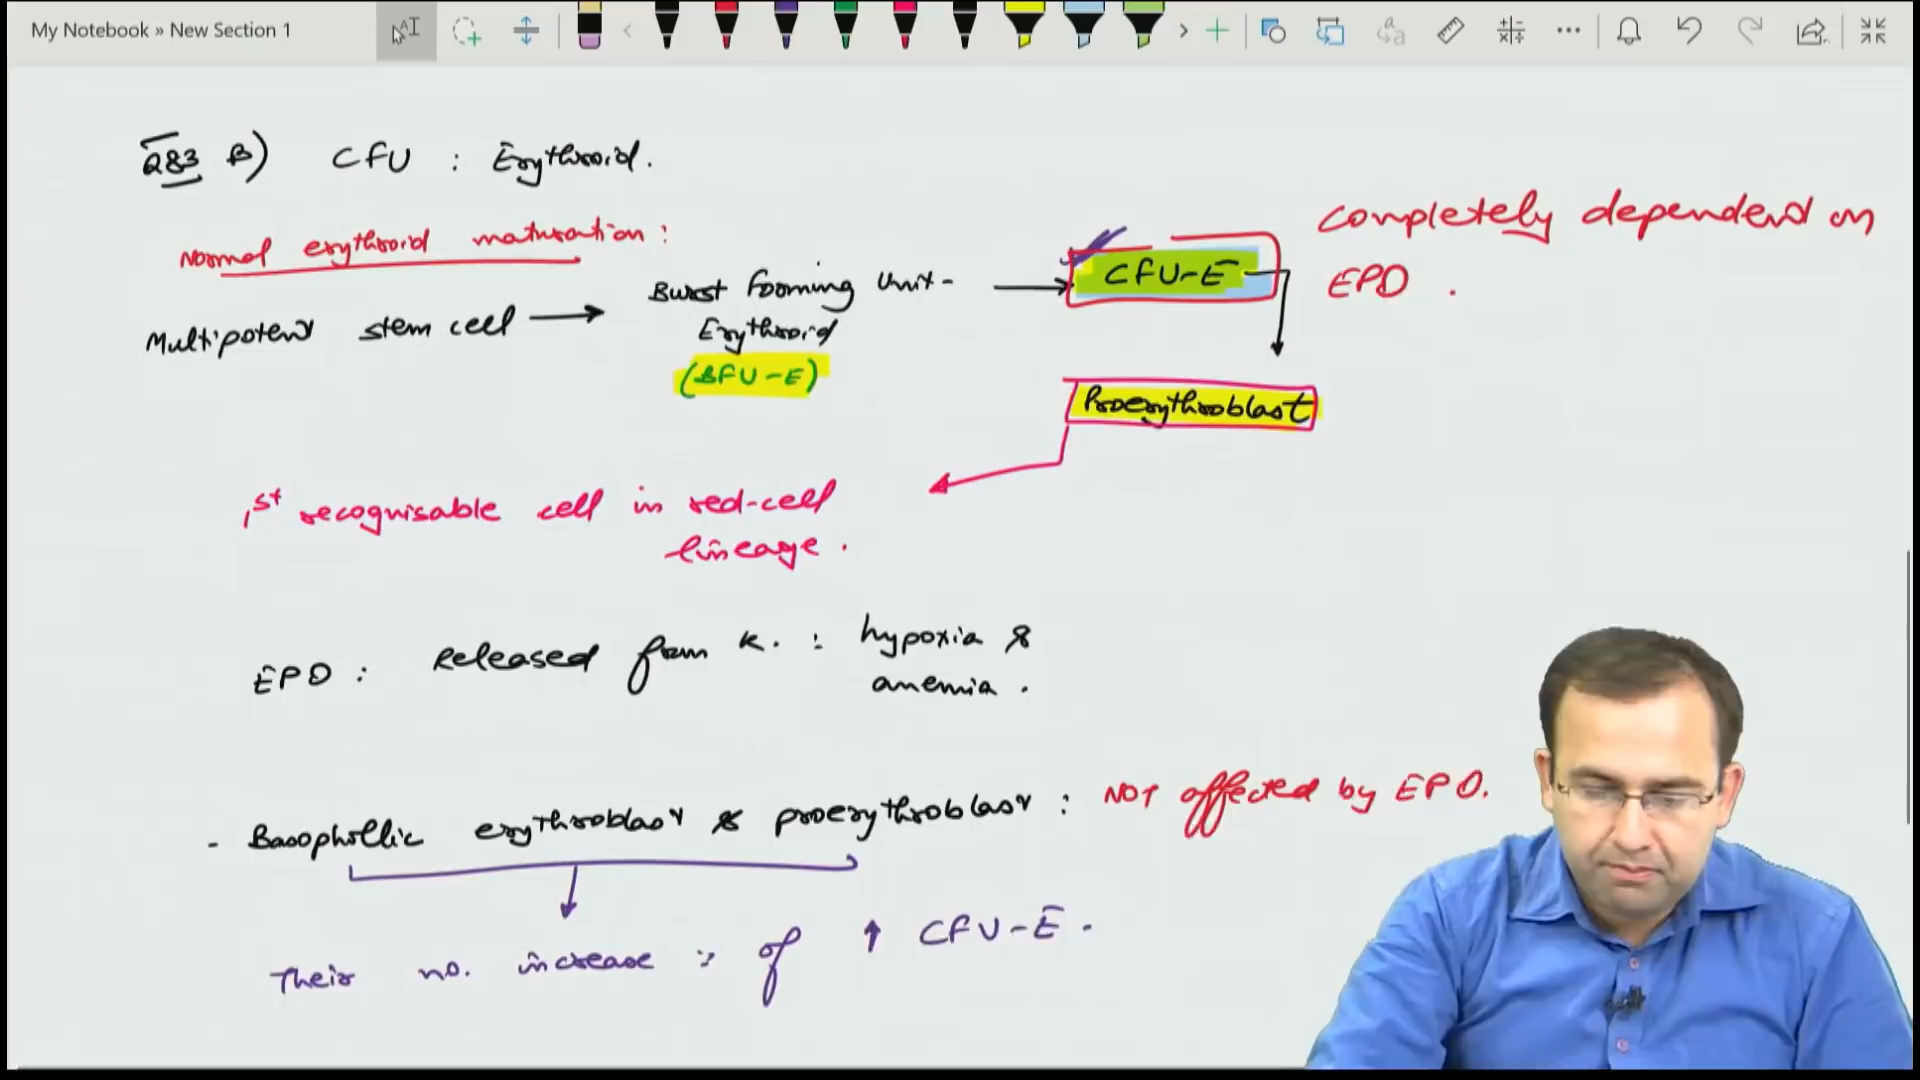 My Notebook » New Section 1
Q83 B) CFU : Erythroid.
Normal erythroid maturation :
Completely dependent on
EPO .
Multipotent stem cell → Burst forming Unit - → CFU-E
Erythroid
(BFU-E)
Proerythroblast
1st recognisable cell in red-cell
lineage .
EPO : Released from K. ∵ hypoxia &
anemia .
- Basophillic erythroblast & proerythroblast : NOT affected by EPO.
Their no. increase ∵ of ↑ CFU-E .